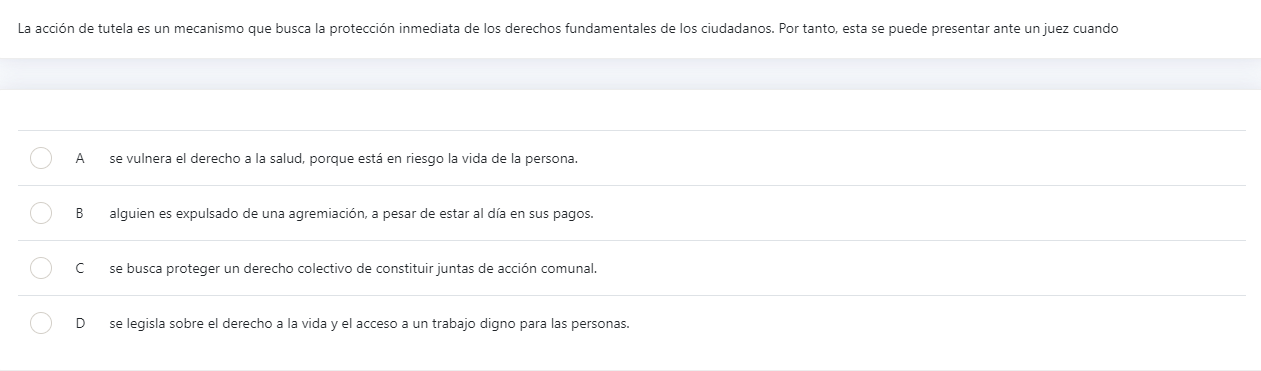 La acción de tutela es un mecanismo que busca la protección inmediata de los derechos fundamentales de los ciudadanos. Por tanto, esta se puede presentar ante un juez cuando
A se vulnera el derecho a la salud, porque está en riesgo la vida de la persona.
B alguien es expulsado de una agremiación, a pesar de estar al día en sus pagos.
C se busca proteger un derecho colectivo de constituir juntas de acción comunal.
D se legisla sobre el derecho a la vida y el acceso a un trabajo digno para las personas.